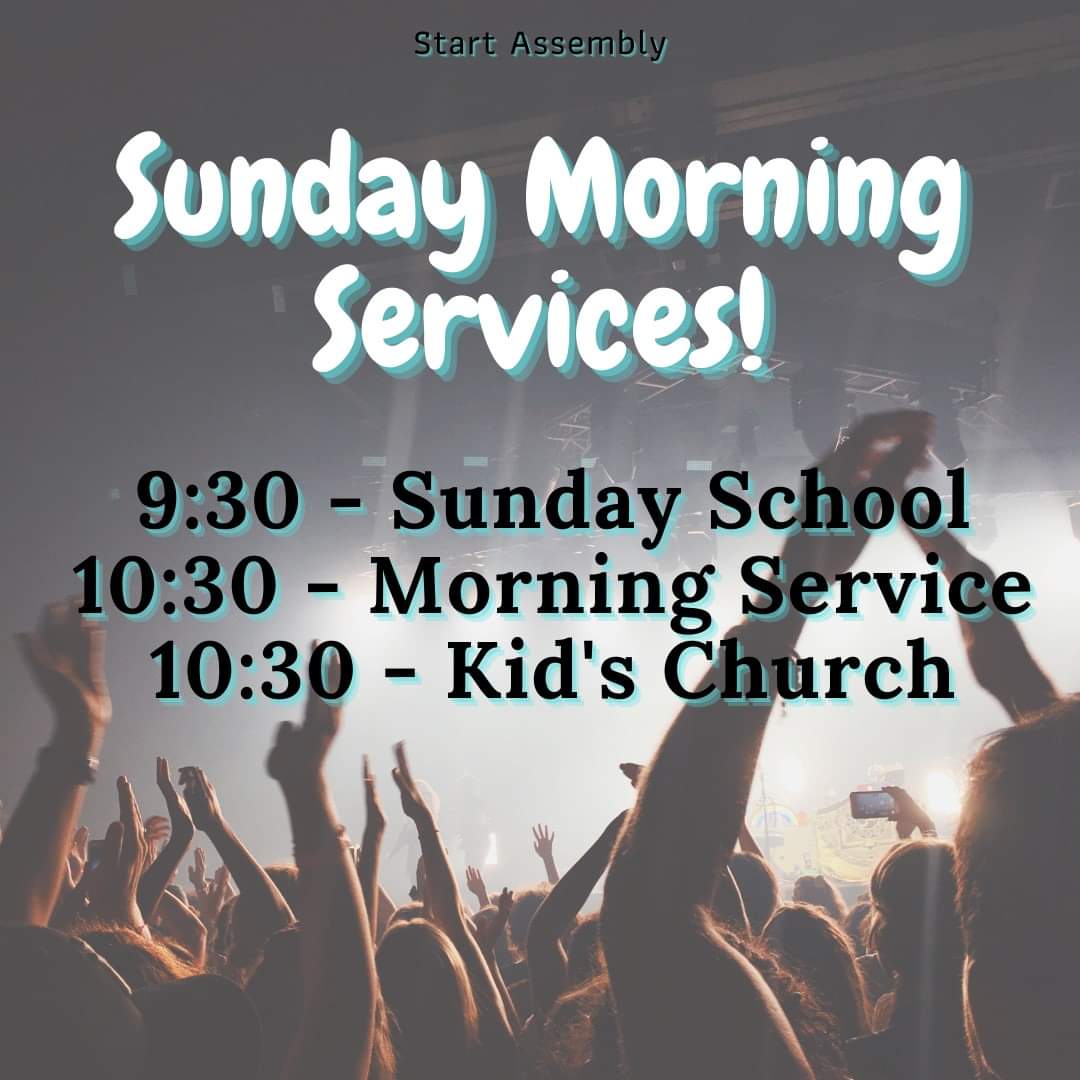 Start Assembly
Sunday Morning
Services!
9:30 - Sunday School
10:30 - Morning Service
10:30 - Kid's Church